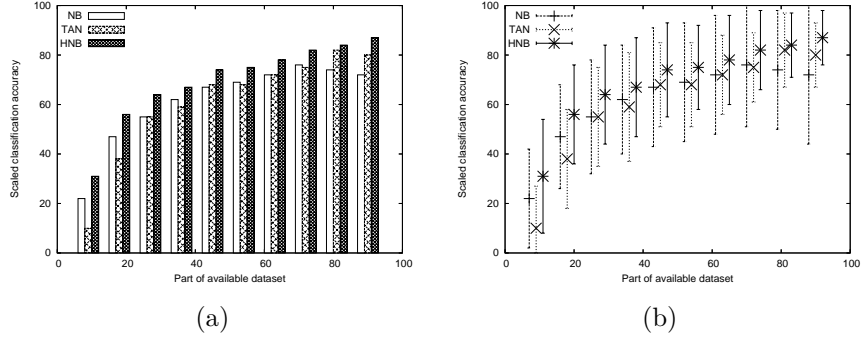 100
80
60
40
20
0
Scaled classification accuracy
NB
TAN
HNB
0 20 40 60 80 100
Part of available dataset
(a)
100
80
60
40
20
0
Scaled classification accuracy
NB
TAN
HNB
0 20 40 60 80 100
Part of available dataset
(b)